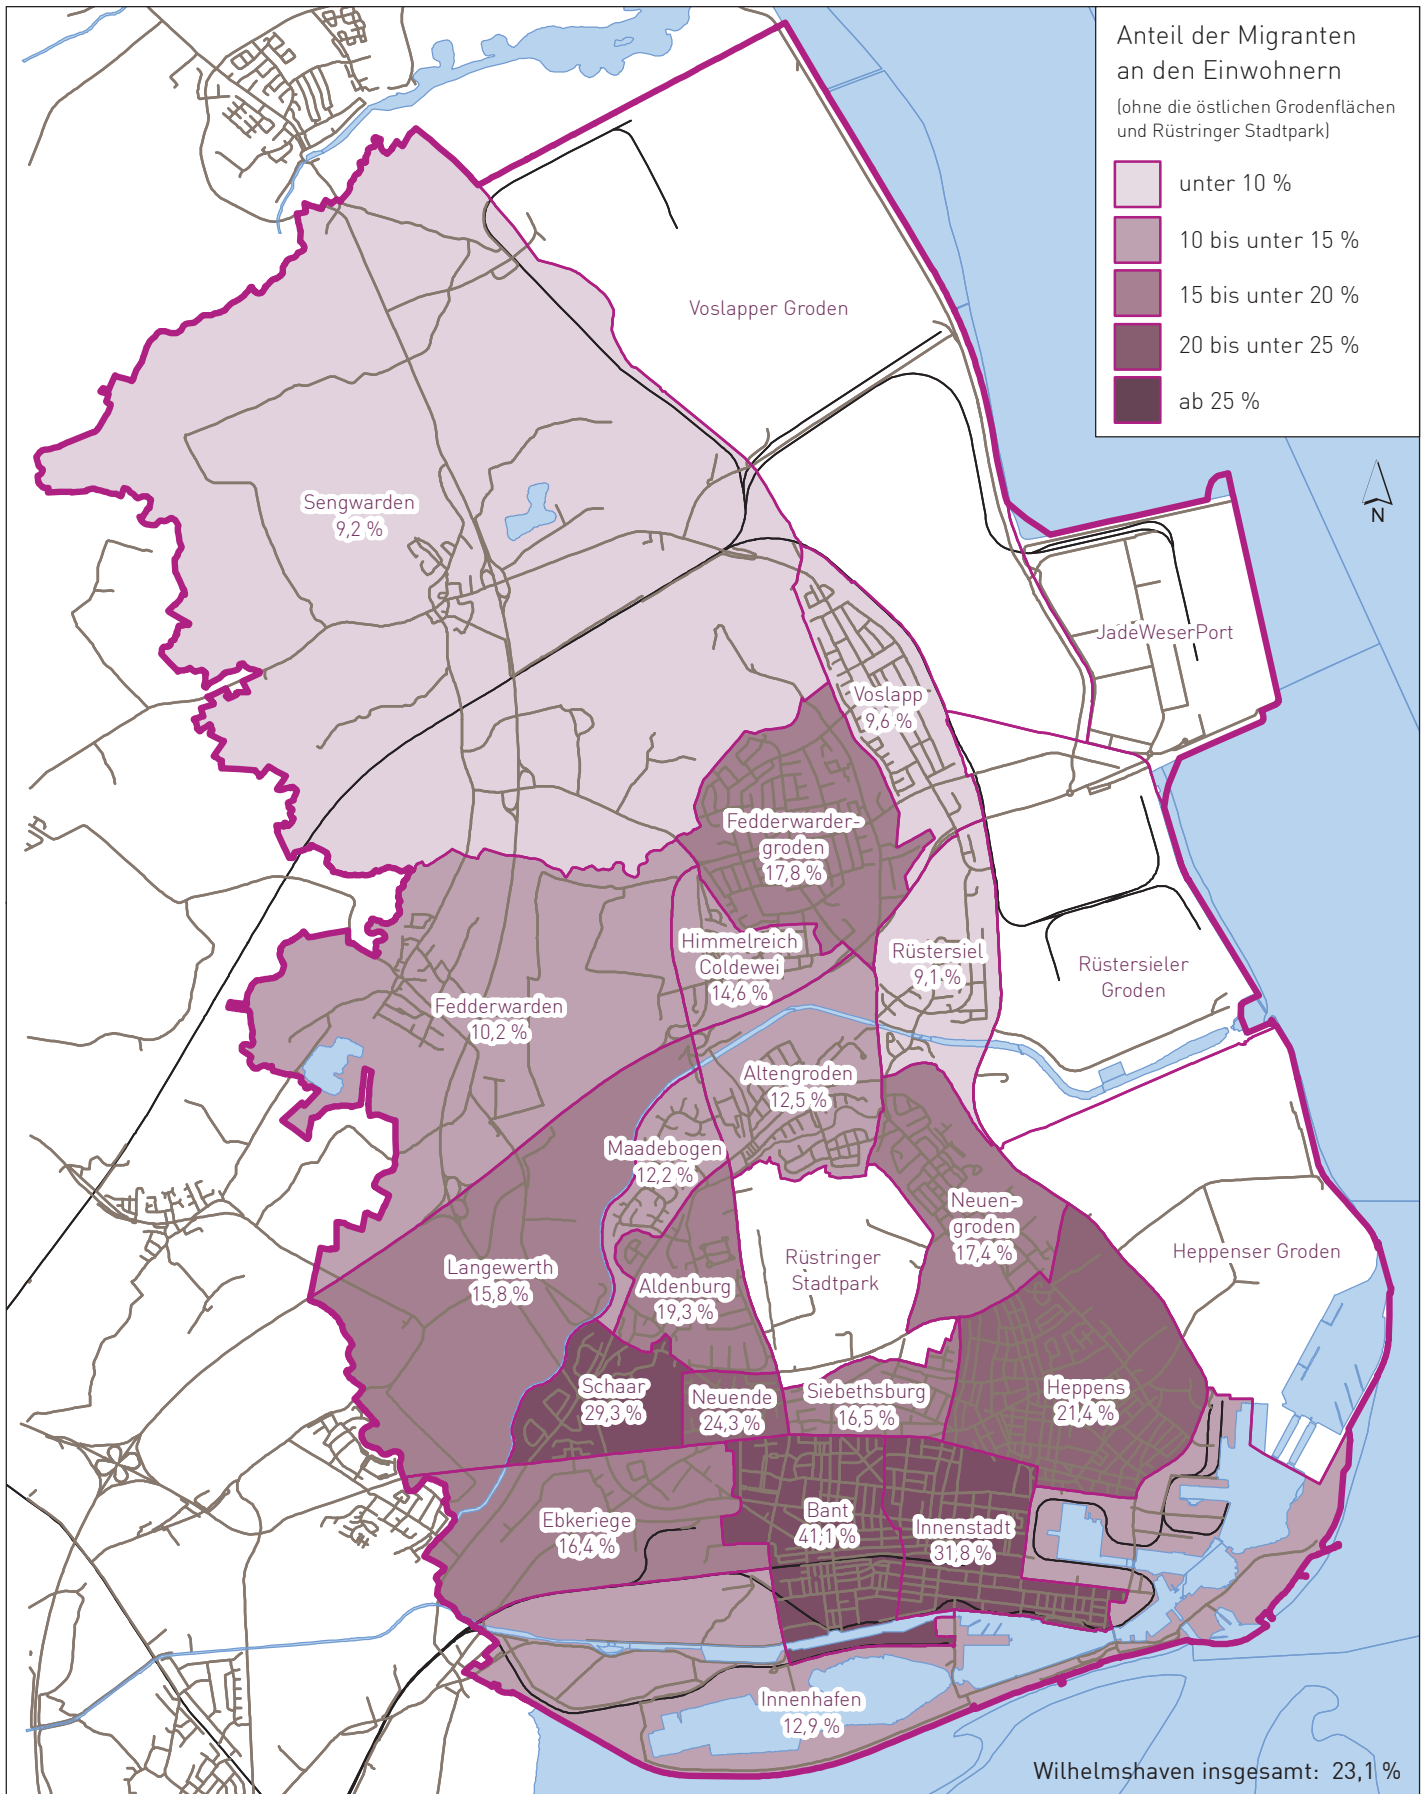 Anteil der Migranten
an den Einwohnern
(ohne die östlichen Grodenflächen
und Rüstringer Stadtpark)
unter 10 %
10 bis unter 15 %
15 bis unter 20 %
20 bis unter 25 %
ab 25 %
N
Voslapper Groden
Sengwarden
9,2 %
JadeWeserPort
Voslapp
9,6 %
Fedderwarder-
groden
17,8 %
Himmelreich
Coldewei
14,6 %
Rüstersiel
9,1 %
Rüstersieler
Groden
Fedderwarden
10,2 %
Altengroden
12,5 %
Maadebogen
12,2 %
Neuen-
groden
17,4 %
Heppenser Groden
Rüstringer
Stadtpark
Langewerth
15,8 %
Aldenburg
19,3 %
Schaar
29,3 %
Neuende
24,3 %
Siebethsburg
16,5 %
Heppens
21,4 %
Ebkeriege
16,4 %
Bant
41,1 %
Innenstadt
31,8 %
Innenhafen
12,9 %
Wilhelmshaven insgesamt: 23,1 %